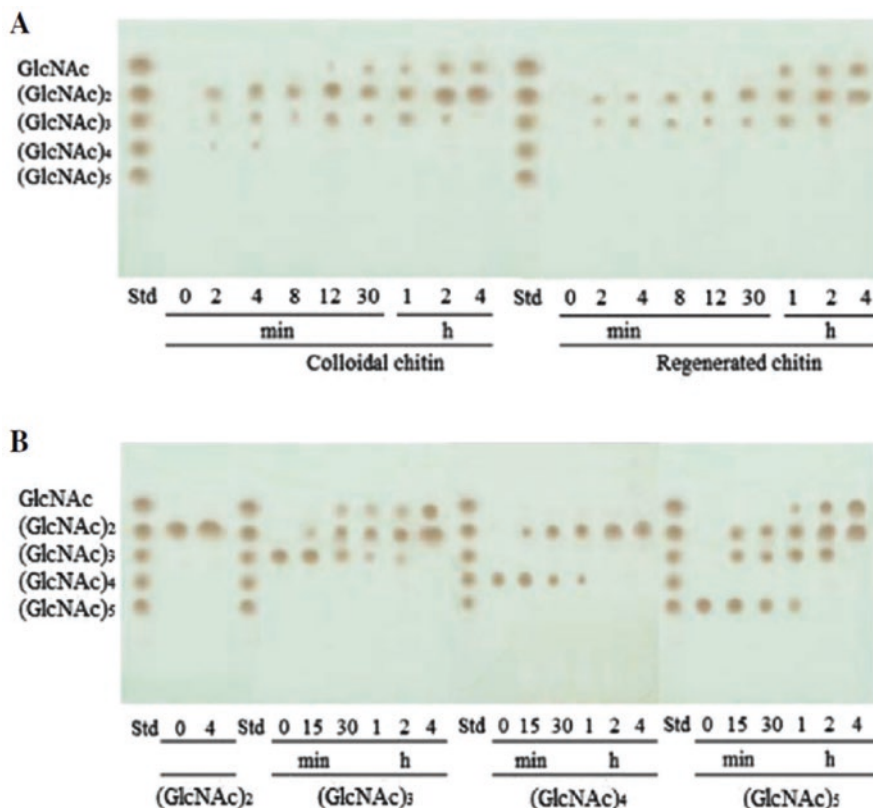 A
GlcNAc
(GlcNAc)2
(GlcNAc)3
(GlcNAc)4
(GlcNAc)5
Std 0 2 4 8 12 30 1 2 4 Std 0 2 4 8 12 30 1 2 4
min h min h
Colloidal chitin Regenerated chitin
B
GlcNAc
(GlcNAc)2
(GlcNAc)3
(GlcNAc)4
(GlcNAc)5
Std 0 4 Std 0 15 30 1 2 4 Std 0 15 30 1 2 4 Std 0 15 30 1 2 4
min h min h min h
(GlcNAc)2 (GlcNAc)3 (GlcNAc)4 (GlcNAc)5